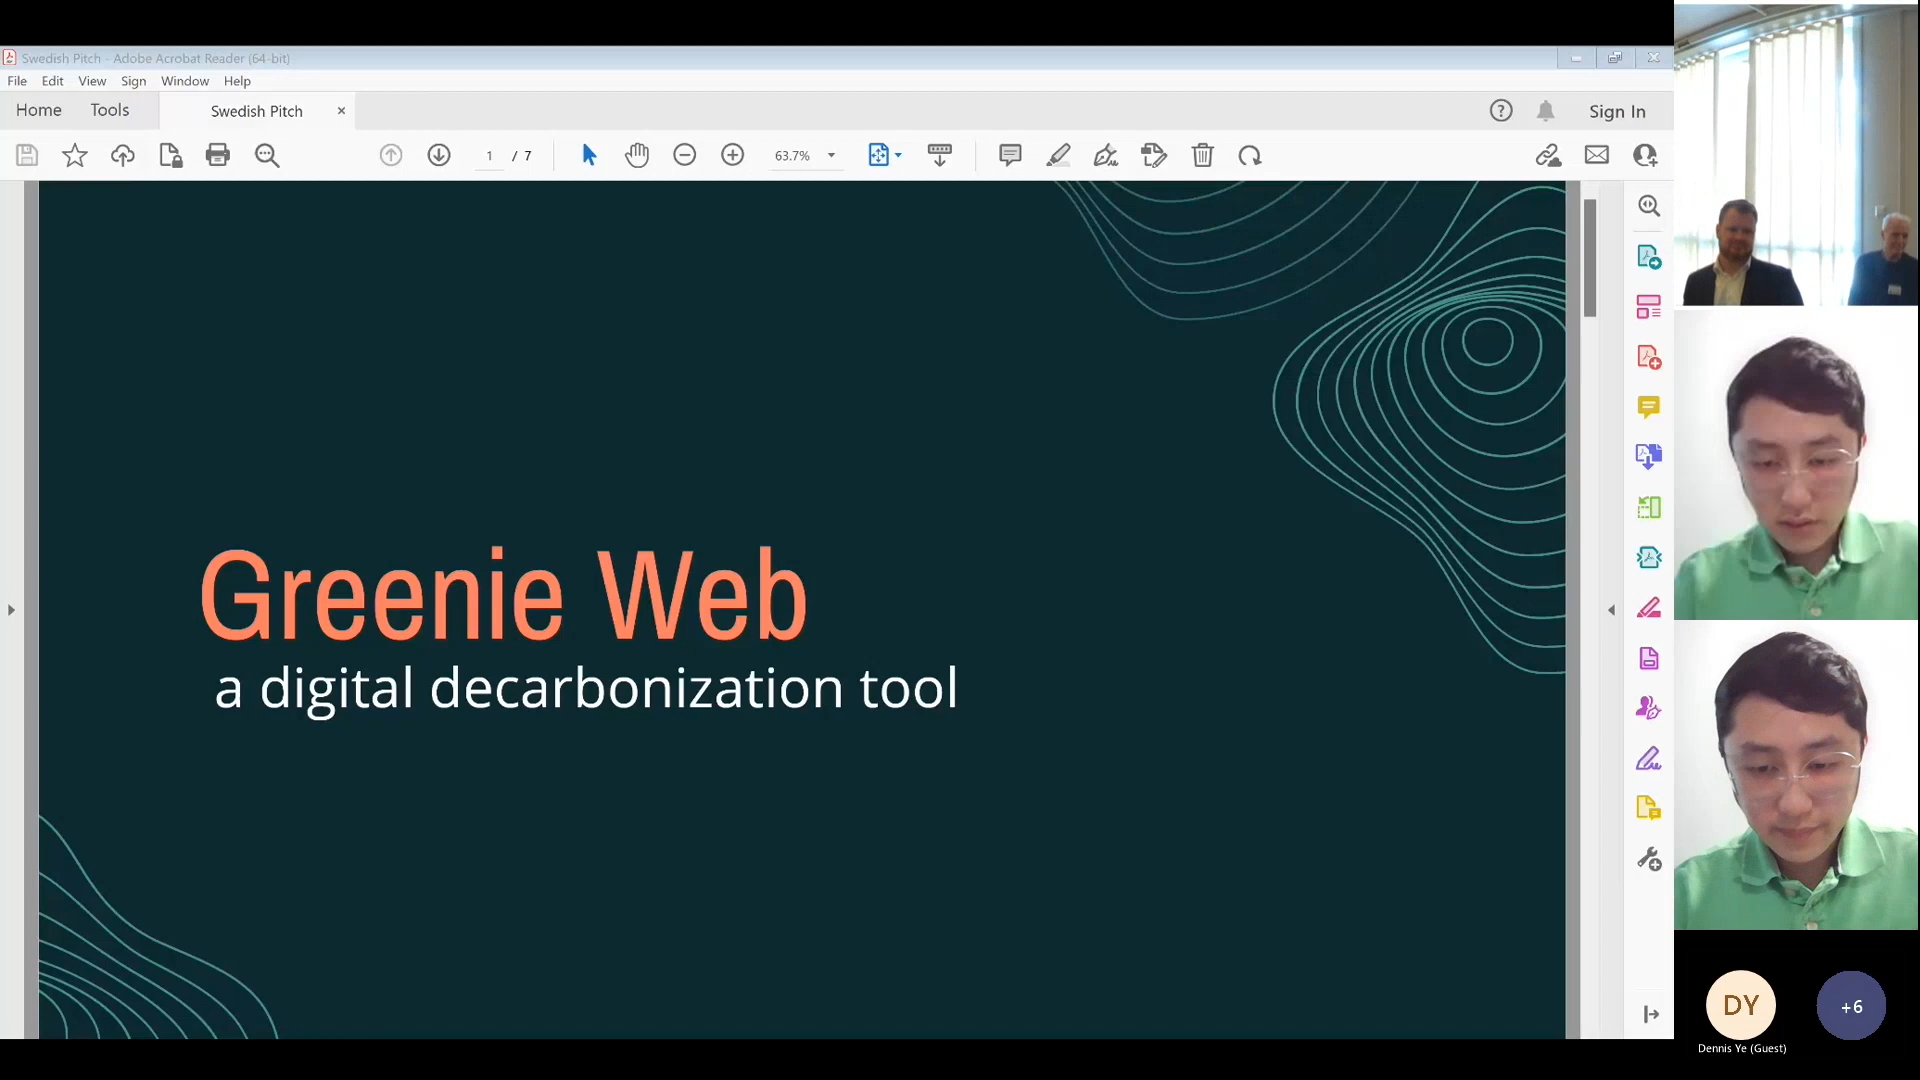 Swedish Pitch - Adobe Acrobat Reader (64-bit)
File Edit View Sign Window Help
Home Tools Swedish Pitch × Sign In
1 / 7 63.7%
Greenie Web
a digital decarbonization tool
DY +6
Dennis Ye (Guest)